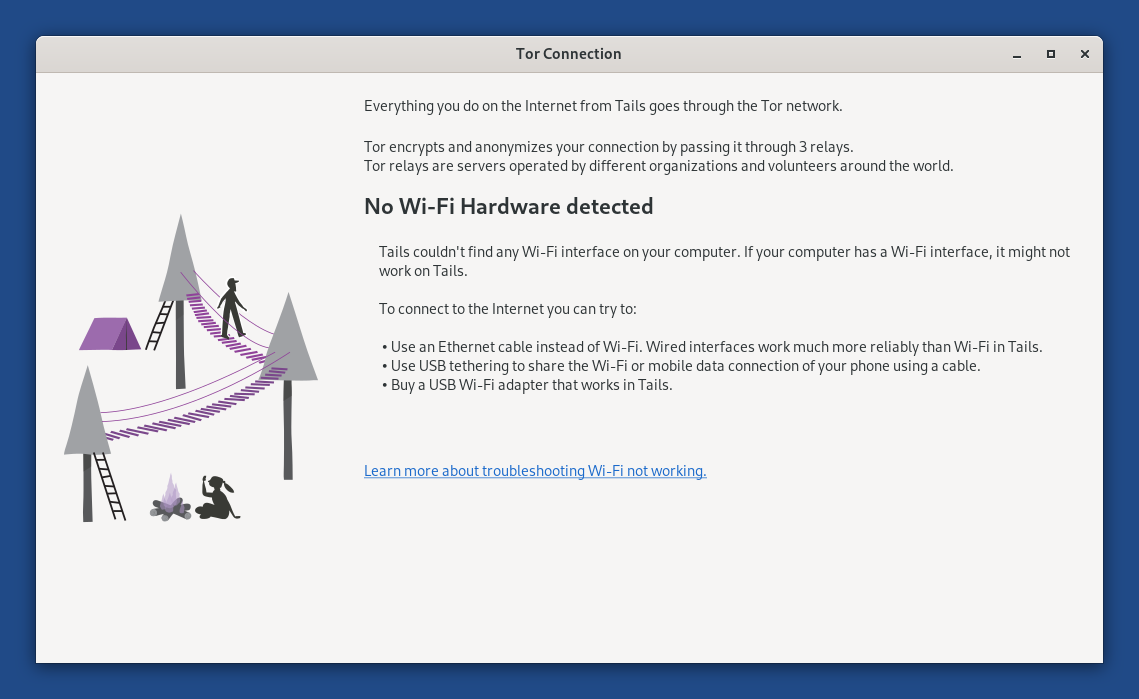 Tor Connection
Everything you do on the Internet from Tails goes through the Tor network.
Tor encrypts and anonymizes your connection by passing it through 3 relays.
Tor relays are servers operated by different organizations and volunteers around the world.
No Wi-Fi Hardware detected
Tails couldn't find any Wi-Fi interface on your computer. If your computer has a Wi-Fi interface, it might not
work on Tails.
To connect to the Internet you can try to:
• Use an Ethernet cable instead of Wi-Fi. Wired interfaces work much more reliably than Wi-Fi in Tails.
• Use USB tethering to share the Wi-Fi or mobile data connection of your phone using a cable.
• Buy a USB Wi-Fi adapter that works in Tails.
Learn more about troubleshooting Wi-Fi not working.